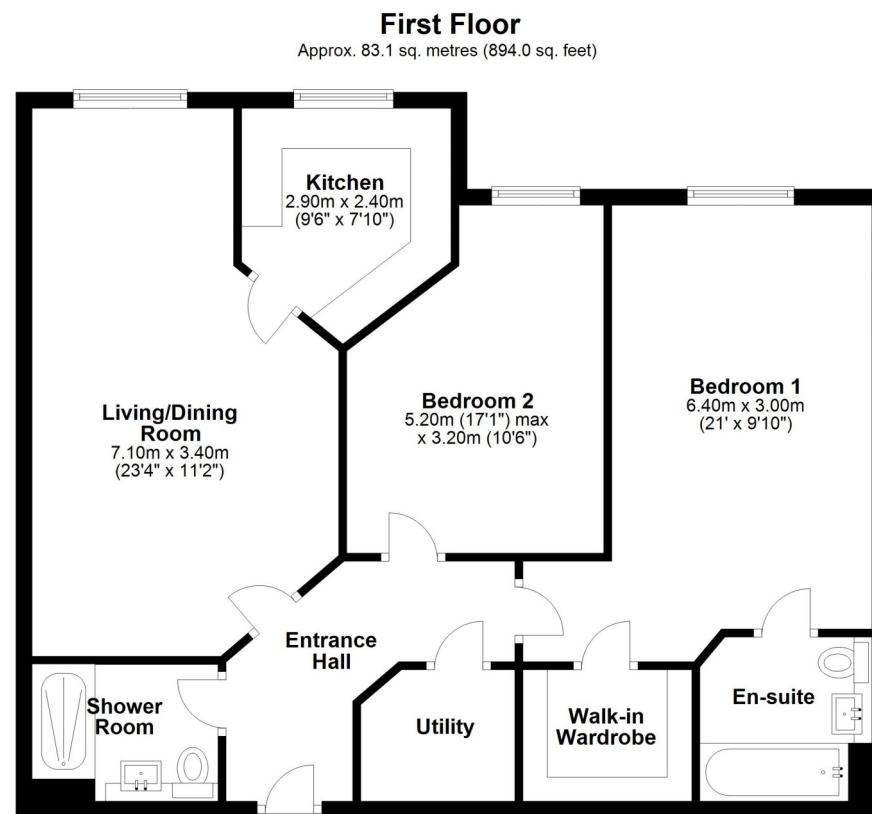 First Floor
Approx. 83.1 sq. metres (894.0 sq. feet)
Kitchen
2.90m x 2.40m
(9'6" x 7'10")
Living/Dining
Room
7.10m x 3.40m
(23'4" x 11'2")
Bedroom 2
5.20m (17'1") max
x 3.20m (10'6")
Bedroom 1
6.40m x 3.00m
(21' x 9'10")
Entrance
Hall
Shower
Room
Utility
Walk-in
Wardrobe
En-suite